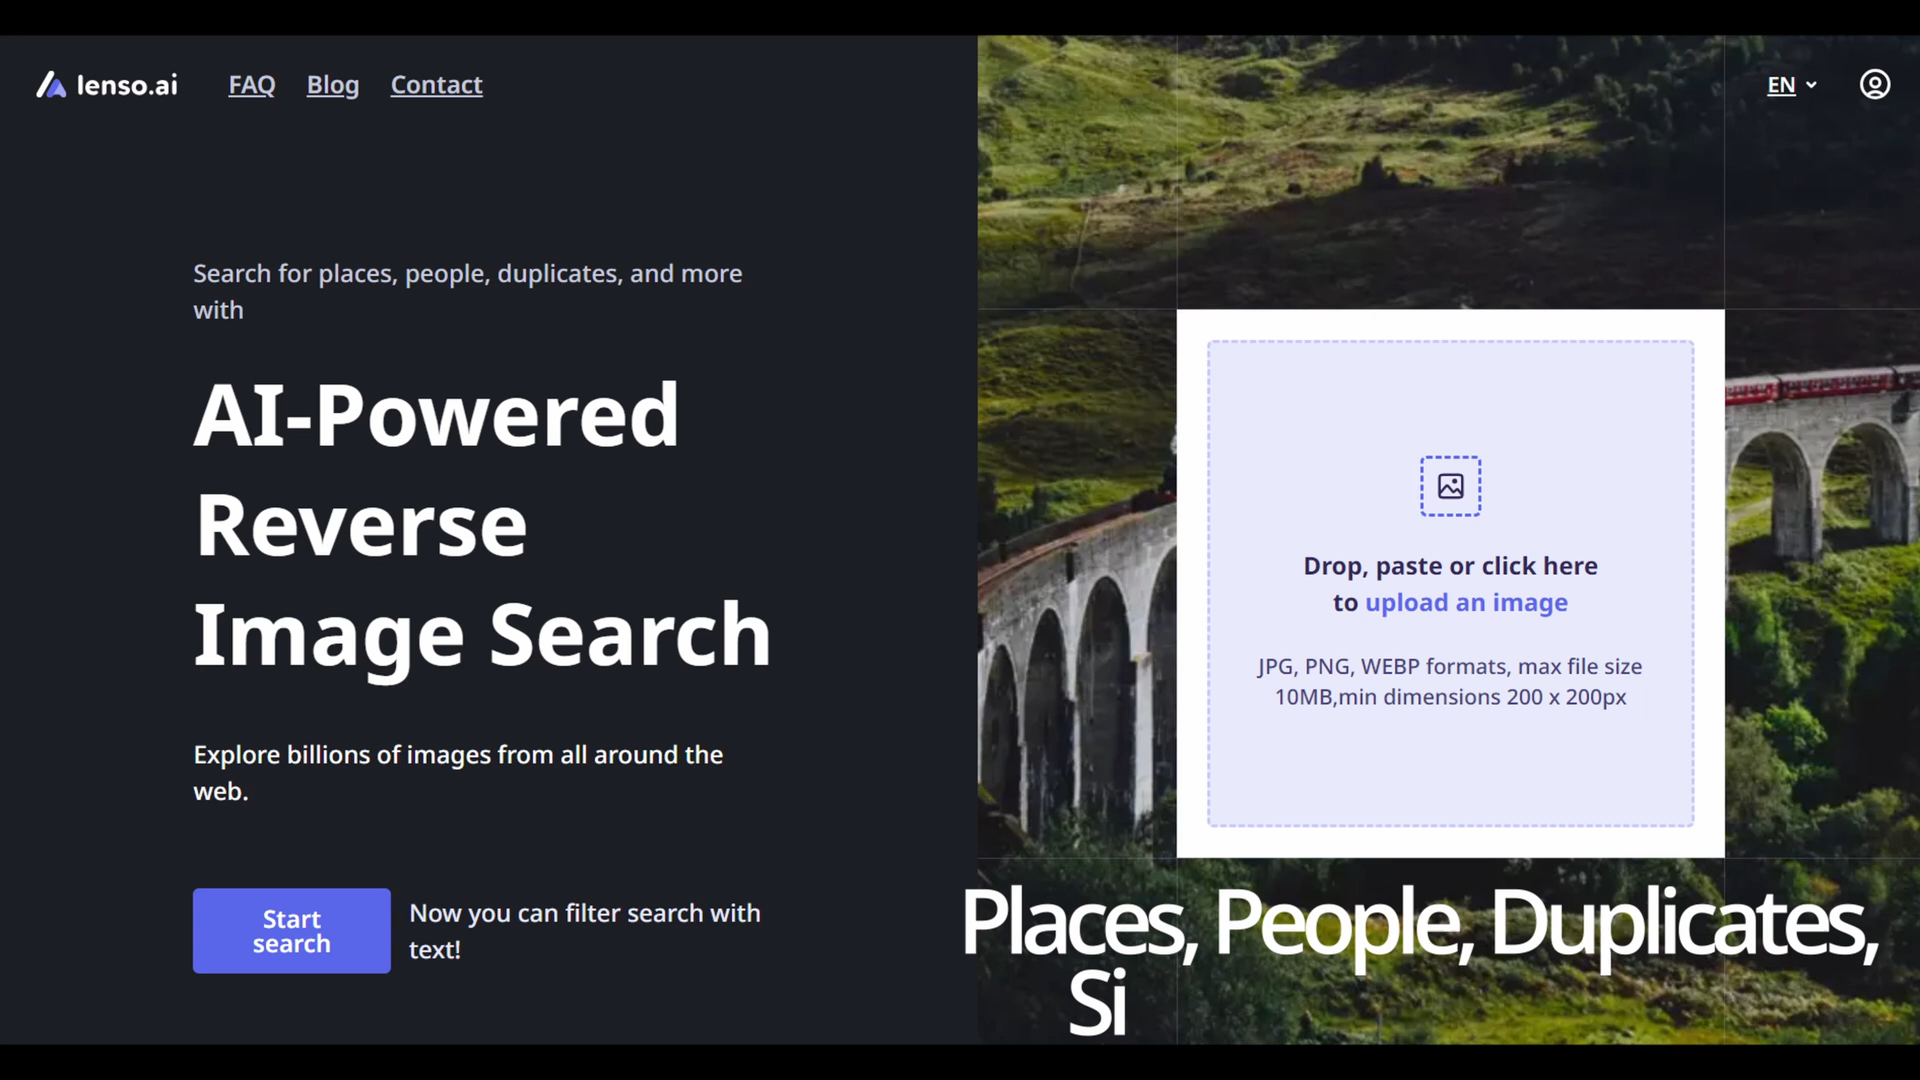 lenso.ai FAQ Blog Contact
EN
Search for places, people, duplicates, and more
with
AI-Powered
Reverse
Image Search
Explore billions of images from all around the
web.
Start
search
Now you can filter search with
text!
Drop, paste or click here
to upload an image
JPG, PNG, WEBP formats, max file size
10MB,min dimensions 200 x 200px
Places, People, Duplicates,
Si